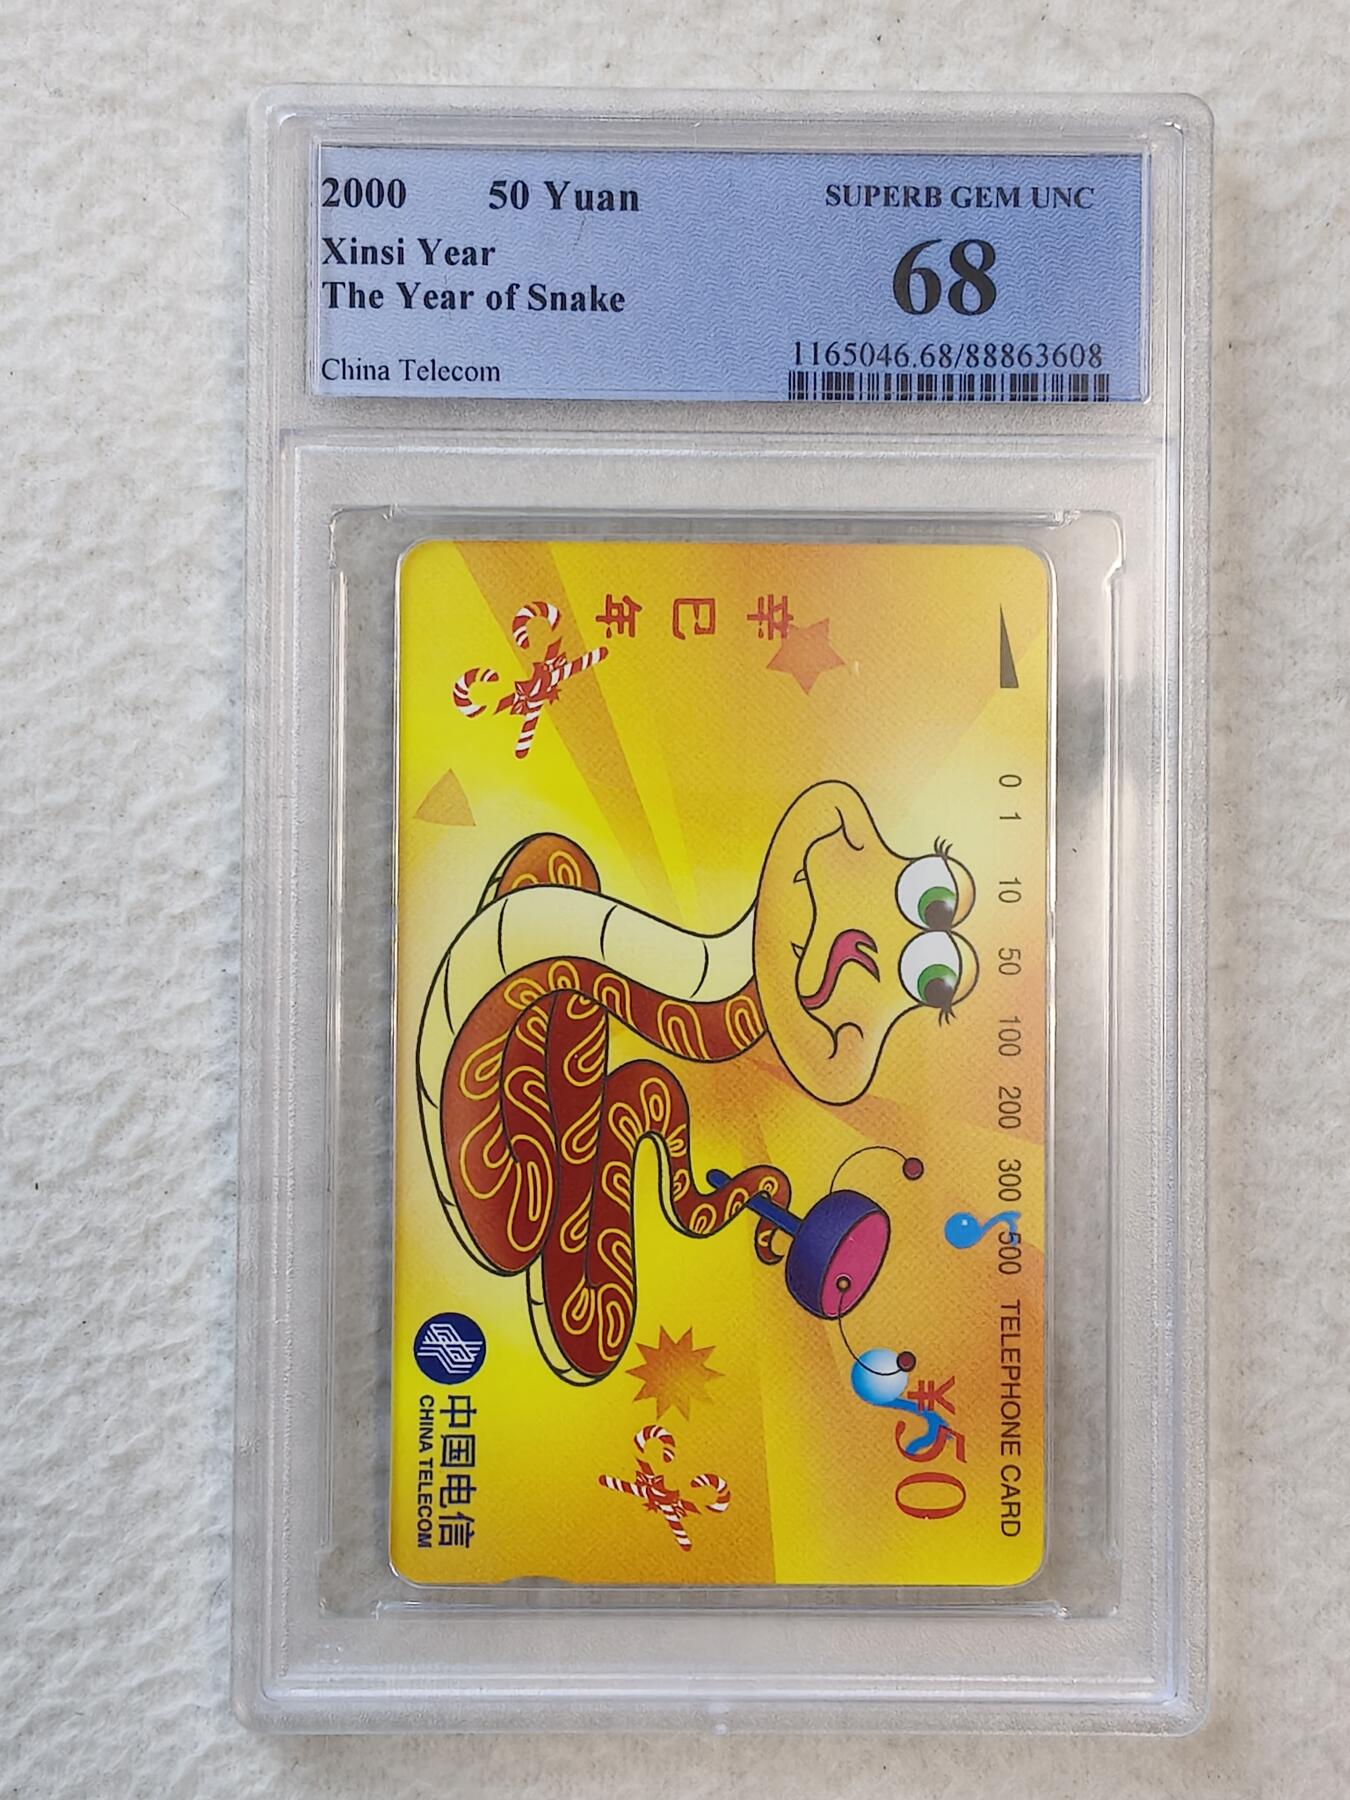 2000 50 Yuan
Xinsi Year
The Year of Snake
China Telecom
SUPERB GEM UNC
68
1165046.68/88863608
0 1 10 50 100 200 300 500 TELEPHONE CARD
辛巳年
¥50
中国电信
CHINA TELECOM